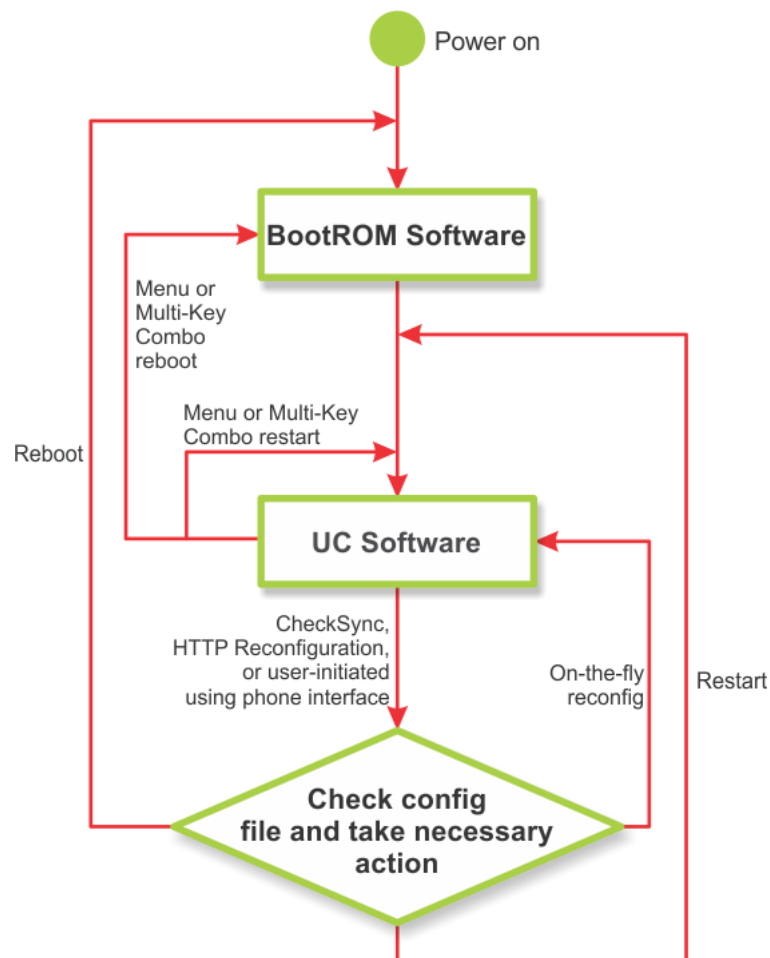 Power on
BootROM Software
Menu or
Multi-Key
Combo
reboot
Menu or Multi-Key
Combo restart
Reboot
UC Software
CheckSync,
HTTP Reconfiguration,
or user-initiated
using phone interface
On-the-fly
reconfig
Restart
Check config
file and take necessary
action